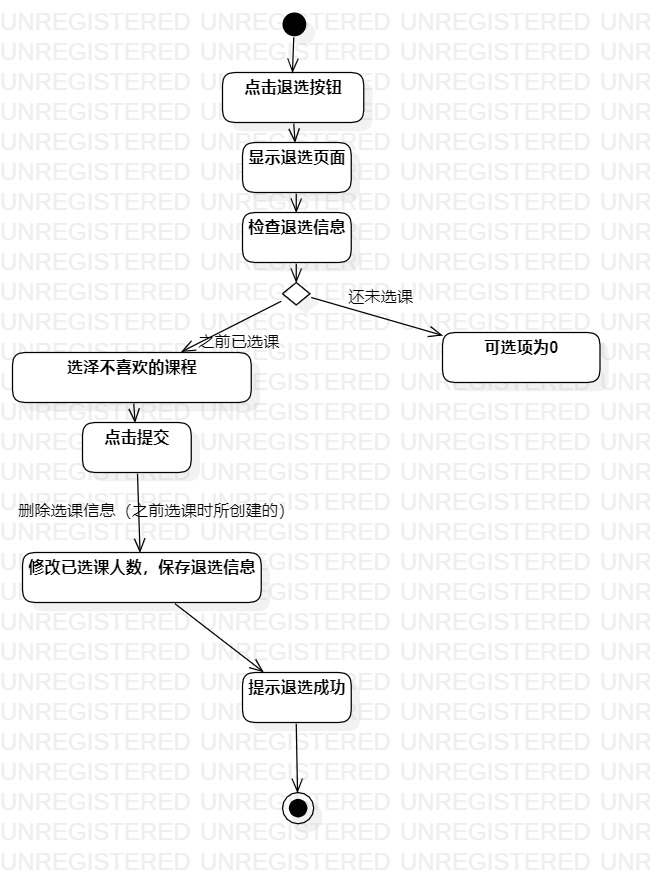 UNREGISTERED UNREGISTERED UNREGISTERED UNR
点击退选按钮
显示退选页面
检查退选信息
还未选课
之前已选课
可选项为0
选泽不喜欢的课程
点击提交
删除选课信息（之前选课时所创建的）
修改已选课人数，保存退选信息
提示退选成功